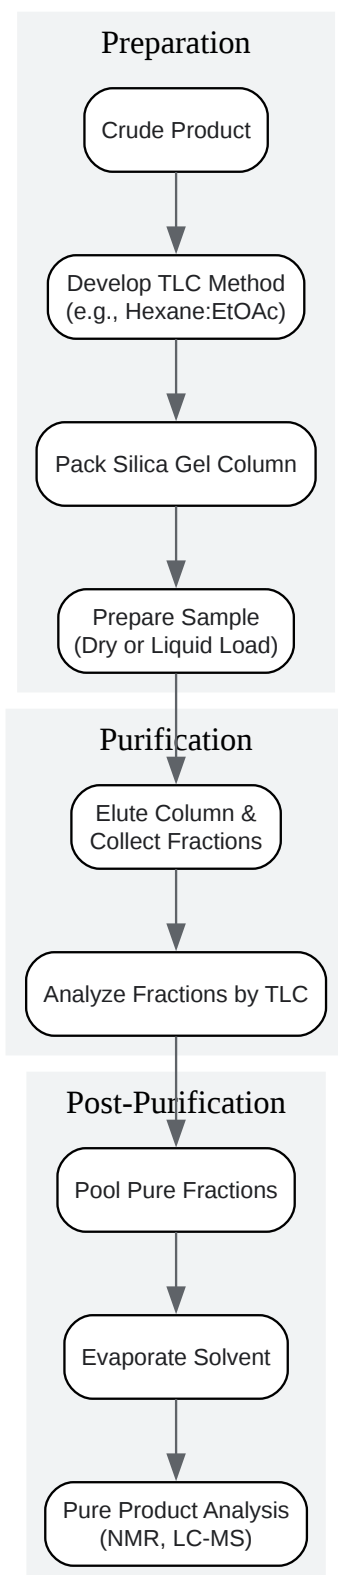 Preparation
Crude Product
Develop TLC Method
(e.g., Hexane:EtOAc)
Pack Silica Gel Column
Prepare Sample
(Dry or Liquid Load)
Purification
Elute Column &
Collect Fractions
Analyze Fractions by TLC
Post-Purification
Pool Pure Fractions
Evaporate Solvent
Pure Product Analysis
(NMR, LC-MS)